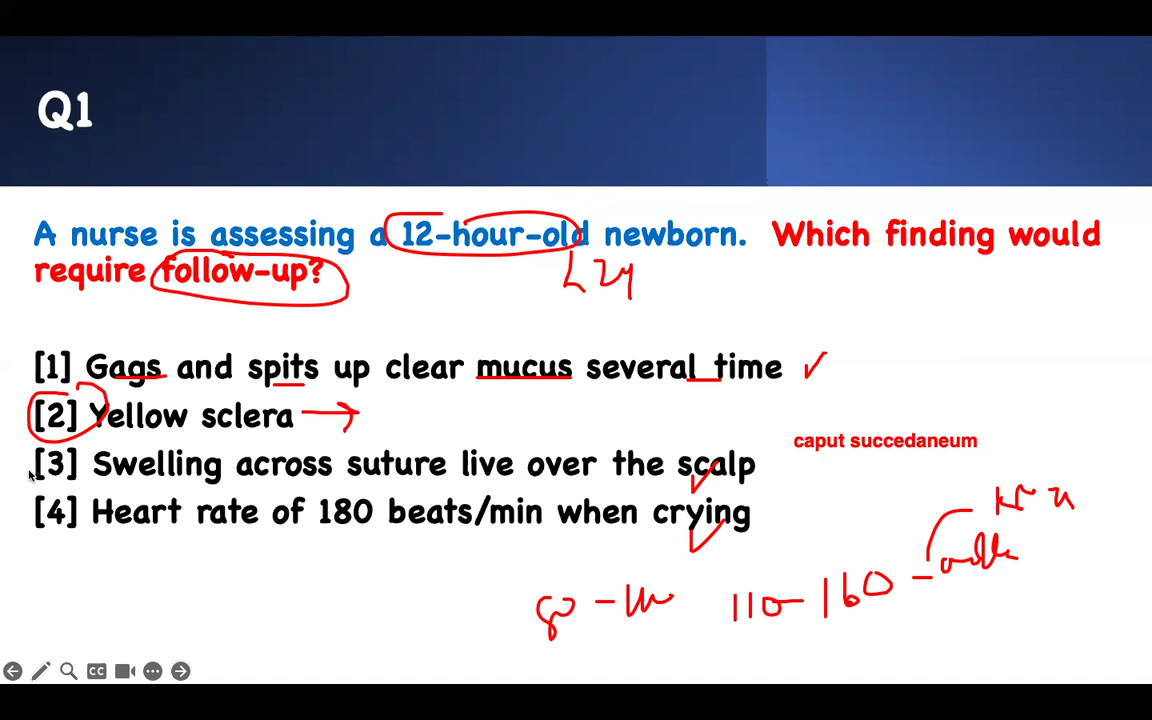 Q1
A nurse is assessing a 12-hour-old newborn. Which finding would
require follow-up?
[1] Gags and spits up clear mucus several time
[2] Yellow sclera
caput succedaneum
[3] Swelling across suture live over the scalp
[4] Heart rate of 180 beats/min when crying
110-160
CC